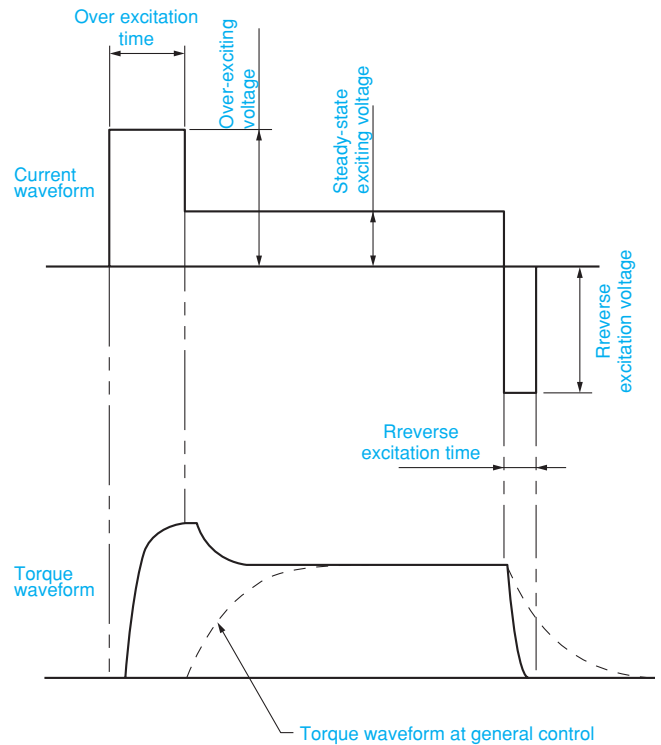 Over excitation
time
Over-exciting
voltage
Steady-state
exciting voltage
Current
waveform
Rreverse
excitation voltage
Rreverse
excitation time
Torque
waveform
Torque waveform at general control